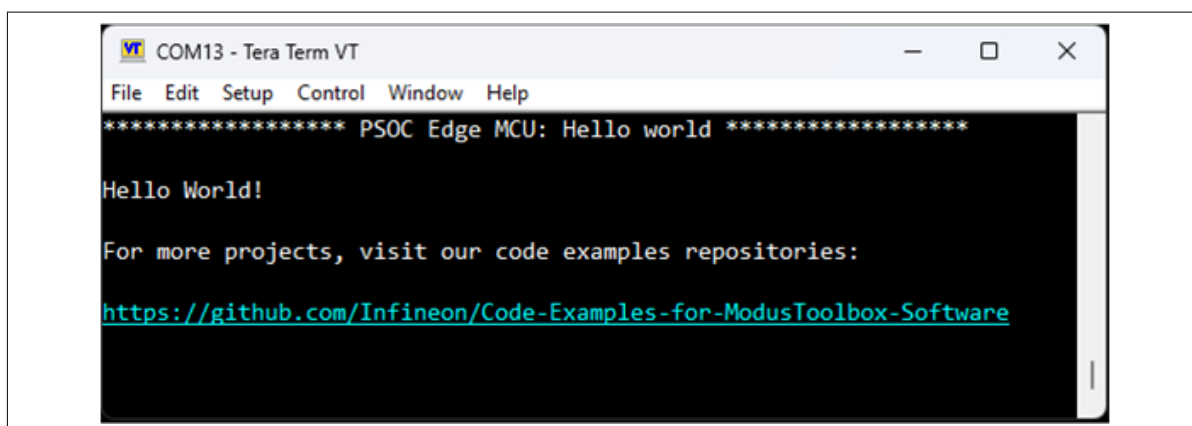 VT COM13 - Tera Term VT
File Edit Setup Control Window Help
****************** PSOC Edge MCU: Hello world ******************
Hello World!
For more projects, visit our code examples repositories:
https://github.com/Infineon/Code-Examples-for-ModusToolbox-Software